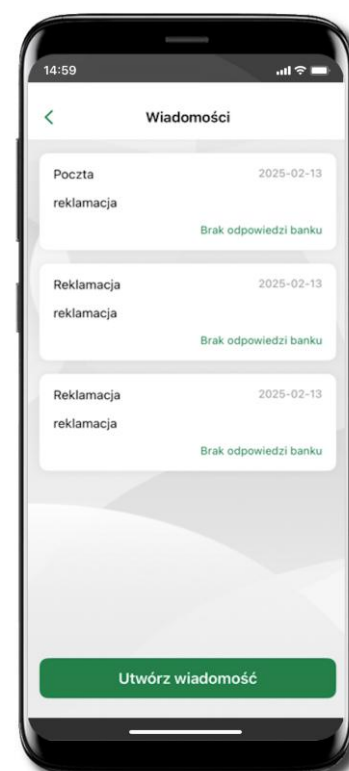 14:59
Wiadomości
Poczta 2025-02-13
reklamacja
Brak odpowiedzi banku
Reklamacja 2025-02-13
reklamacja
Brak odpowiedzi banku
Reklamacja 2025-02-13
reklamacja
Brak odpowiedzi banku
Utwórz wiadomość